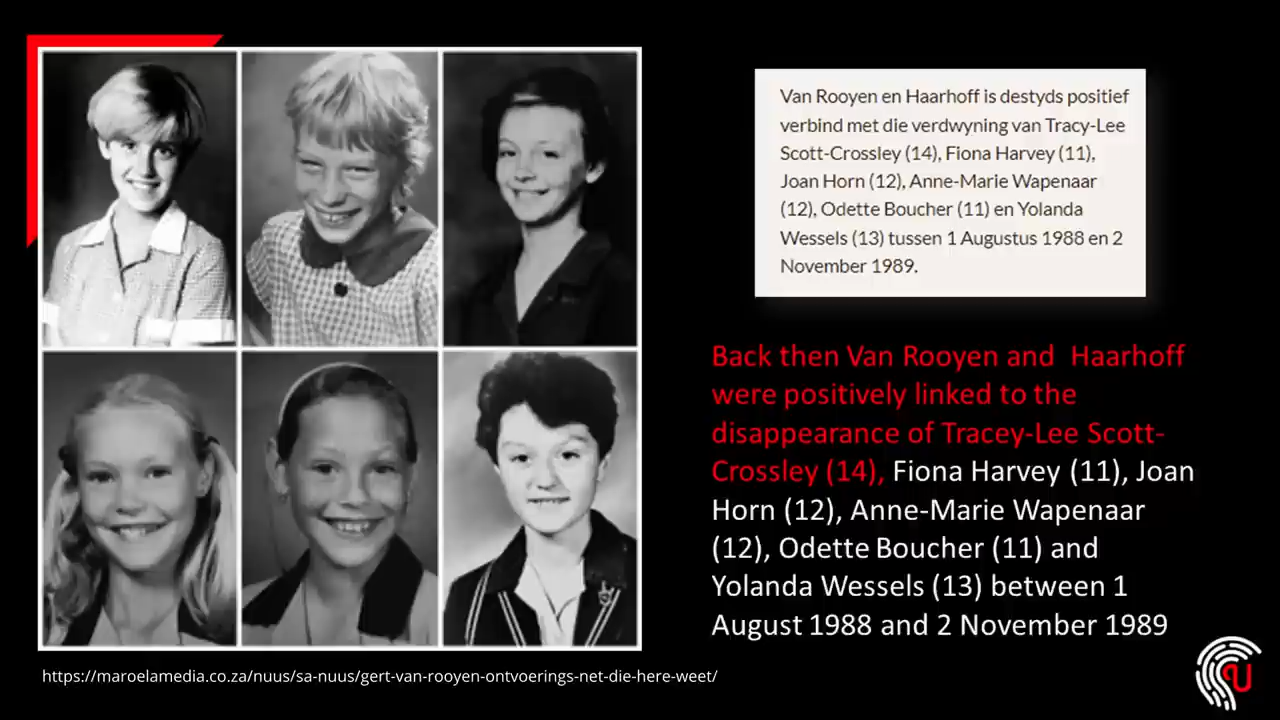 Van Rooyen en Haarhoff is destyds positief
verbind met die verdwyning van Tracy-Lee
Scott-Crossley (14), Fiona Harvey (11),
Joan Horn (12), Anne-Marie Wapenaar
(12), Odette Boucher (11) en Yolanda
Wessels (13) tussen 1 Augustus 1988 en 2
November 1989.
Back then Van Rooyen and Haarhoff
were positively linked to the
disappearance of Tracey-Lee Scott-
Crossley (14), Fiona Harvey (11), Joan
Horn (12), Anne-Marie Wapenaar
(12), Odette Boucher (11) and
Yolanda Wessels (13) between 1
August 1988 and 2 November 1989
https://maroelamedia.co.za/nuus/sa-nuus/gert-van-rooyen-ontvoerings-net-die-here-weet/
U